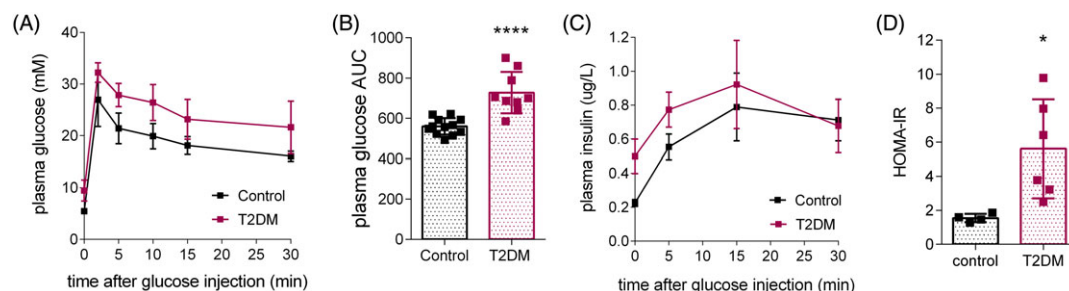 (A)
plasma glucose (mM)
40
30
20
10
0
0
5
10
15
20
25
30
Control
T2DM
time after glucose injection (min)
(B)
plasma glucose AUC
1000
800
600
400
200
0
****
Control
T2DM
(C)
plasma insulin (ug/L)
1.2
1.0
0.8
0.6
0.4
0.2
0.0
0
5
10
15
20
25
30
Control
T2DM
time after glucose injection (min)
(D)
HOMA-IR
12
10
8
6
4
2
0
*
control
T2DM